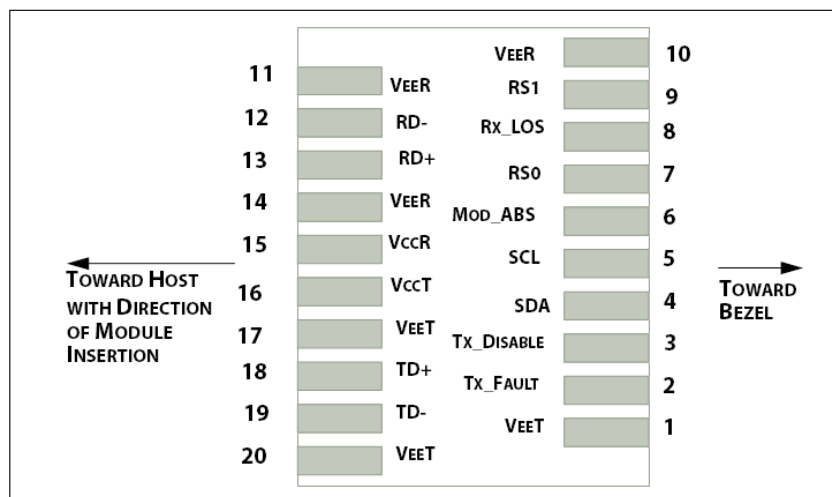 11 VEER
12 RD-
13 RD+
14 VEER
15 VCCR
16 VCCT
17 VEET
18 TD+
19 TD-
20 VEET
VEER 10
RS1 9
RX_LOS 8
RS0 7
MOD_ABS 6
SCL 5
SDA 4
TX_DISABLE 3
TX_FAULT 2
VEET 1
TOWARD HOST
WITH DIRECTION
OF MODULE
INSERTION
TOWARD
BEZEL